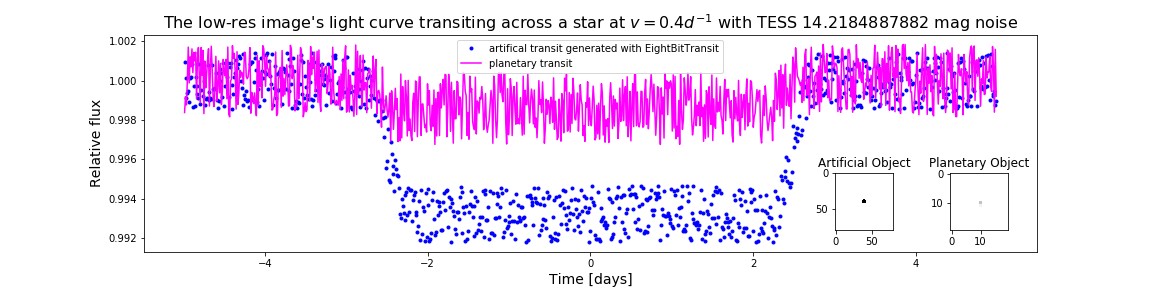 The low-res image's light curve transiting across a star at v = 0.4d⁻¹ with TESS 14.2184887882 mag noise
artifical transit generated with EightBitTransit
planetary transit
Relative flux
1.002
1.000
0.998
0.996
0.994
0.992
Artificial Object
0
50
0 50
Planetary Object
0
10
0 10
−4 −2 0 2 4
Time [days]